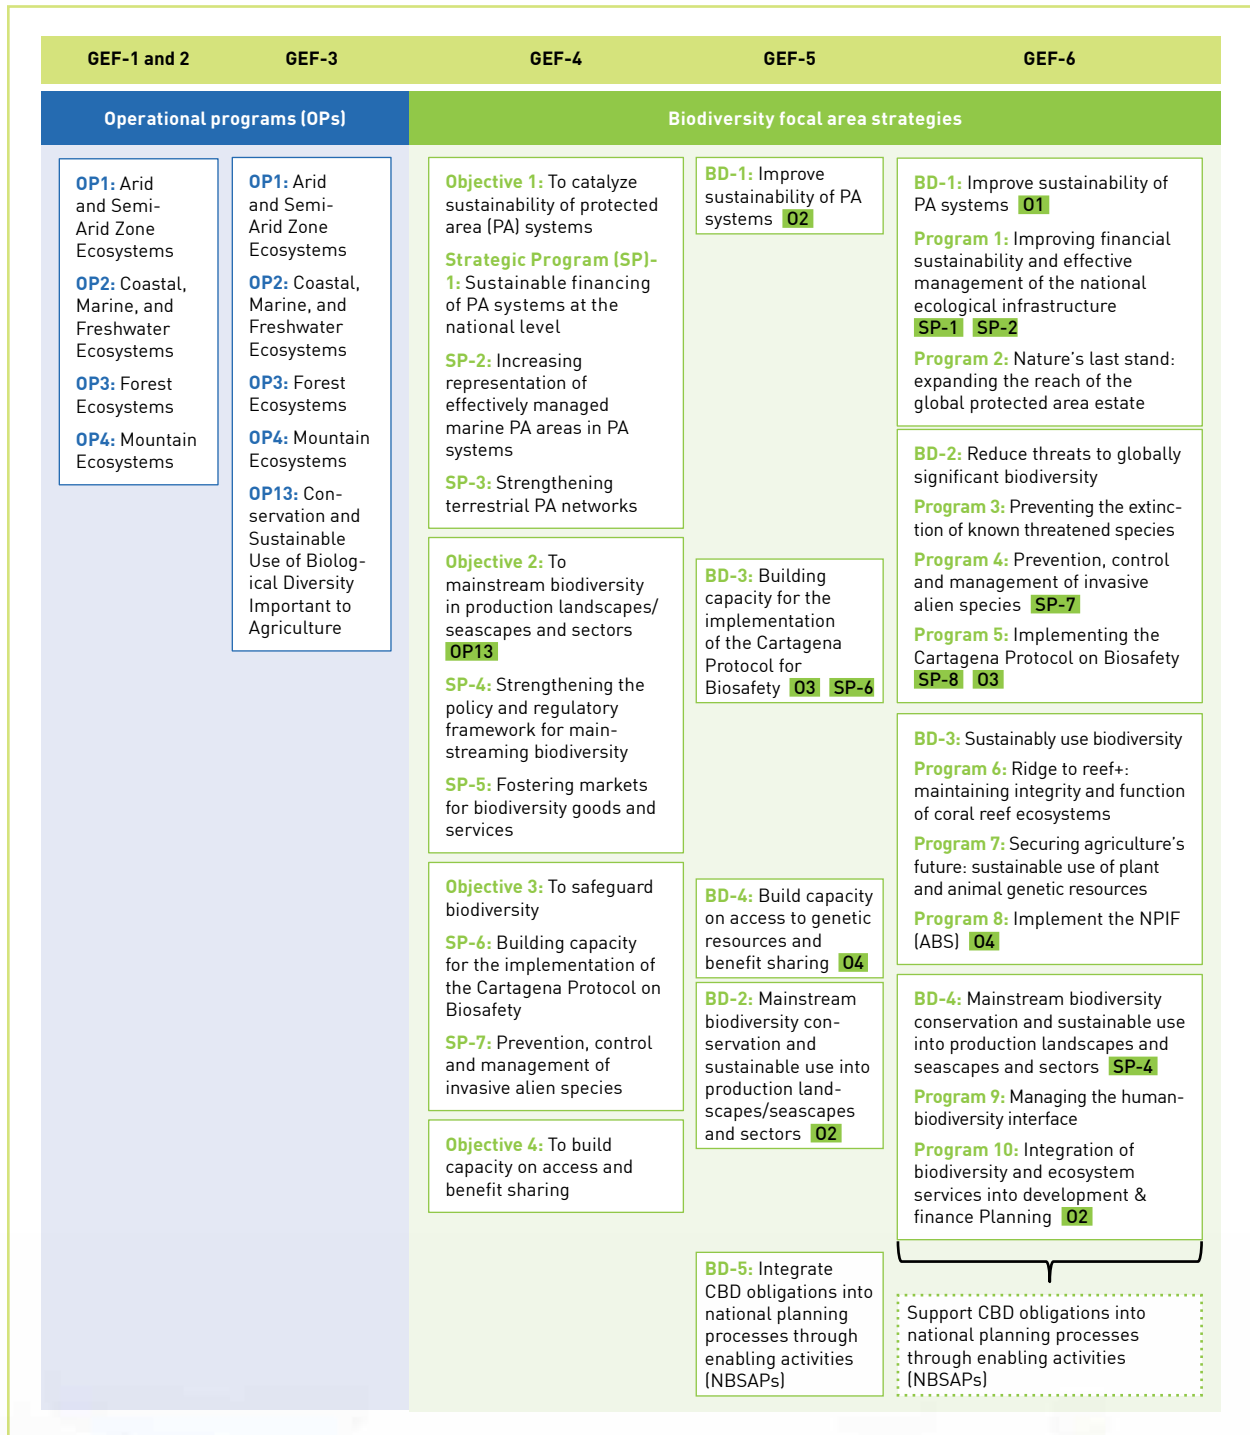 GEF-1 and 2
GEF-3
GEF-4
GEF-5
GEF-6
Operational programs (OPs)
Biodiversity focal area strategies
OP1: Arid
and Semi-
Arid Zone
Ecosystems
OP2: Coastal,
Marine, and
Freshwater
Ecosystems
OP3: Forest
Ecosystems
OP4: Mountain
Ecosystems
OP1: Arid
and Semi-
Arid Zone
Ecosystems
OP2: Coastal,
Marine, and
Freshwater
Ecosystems
OP3: Forest
Ecosystems
OP4: Mountain
Ecosystems
OP13: Con-
servation and
Sustainable
Use of Biolog-
ical Diversity
Important to
Agriculture
Objective 1: To catalyze
sustainability of protected
area (PA) systems
Strategic Program (SP)-
1: Sustainable financing
of PA systems at the
national level
SP-2: Increasing
representation of
effectively managed
marine PA areas in PA
systems
SP-3: Strengthening
terrestrial PA networks
Objective 2: To
mainstream biodiversity
in production landscapes/
seascapes and sectors
OP13
SP-4: Strengthening the
policy and regulatory
framework for main-
streaming biodiversity
SP-5: Fostering markets
for biodiversity goods and
services
Objective 3: To safeguard
biodiversity
SP-6: Building capacity
for the implementation of
the Cartagena Protocol on
Biosafety
SP-7: Prevention, control
and management of
invasive alien species
Objective 4: To build
capacity on access and
benefit sharing
BD-1: Improve
sustainability of PA
systems O2
BD-3: Building
capacity for the
implementation
of the Cartagena
Protocol for
Biosafety O3 SP-6
BD-4: Build capacity
on access to genetic
resources and
benefit sharing O4
BD-2: Mainstream
biodiversity con-
servation and
sustainable use into
production land-
scapes/seascapes
and sectors O2
BD-5: Integrate
CBD obligations into
national planning
processes through
enabling activities
(NBSAPs)
BD-1: Improve sustainability of
PA systems O1
Program 1: Improving financial
sustainability and effective
management of the national
ecological infrastructure
SP-1 SP-2
Program 2: Nature’s last stand:
expanding the reach of the
global protected area estate
BD-2: Reduce threats to globally
significant biodiversity
Program 3: Preventing the extinc-
tion of known threatened species
Program 4: Prevention, control
and management of invasive
alien species SP-7
Program 5: Implementing the
Cartagena Protocol on Biosafety
SP-8 O3
BD-3: Sustainably use biodiversity
Program 6: Ridge to reef+:
maintaining integrity and function
of coral reef ecosystems
Program 7: Securing agriculture’s
future: sustainable use of plant
and animal genetic resources
Program 8: Implement the NPIF
(ABS) O4
BD-4: Mainstream biodiversity
conservation and sustainable use
into production landscapes and
seascapes and sectors SP-4
Program 9: Managing the human-
biodiversity interface
Program 10: Integration of
biodiversity and ecosystem
services into development &
finance Planning O2
Support CBD obligations into
national planning processes
through enabling activities
(NBSAPs)